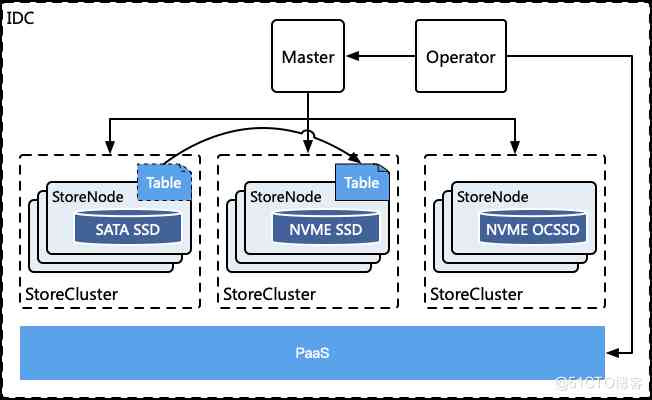 IDC
Master
Operator
Table
Table
StoreNode
StoreNode
StoreNode
SATA SSD
NVME SSD
NVME OCSSD
StoreCluster
StoreCluster
StoreCluster
PaaS
@51CTO博客